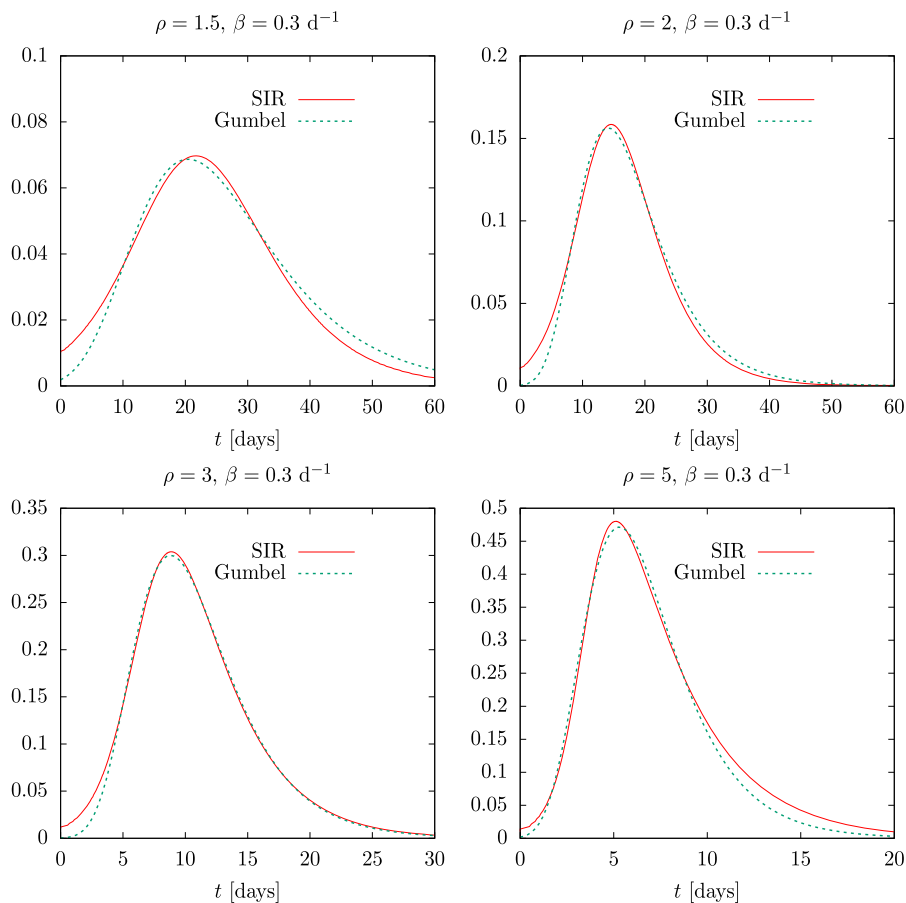 ρ = 1.5, β = 0.3 d⁻¹
0.1
0.08
0.06
0.04
0.02
0
SIR
Gumbel
0 10 20 30 40 50 60
t [days]
ρ = 2, β = 0.3 d⁻¹
0.2
0.15
0.1
0.05
0
SIR
Gumbel
0 10 20 30 40 50 60
t [days]
ρ = 3, β = 0.3 d⁻¹
0.35
0.3
0.25
0.2
0.15
0.1
0.05
0
SIR
Gumbel
0 5 10 15 20 25 30
t [days]
ρ = 5, β = 0.3 d⁻¹
0.5
0.45
0.4
0.35
0.3
0.25
0.2
0.15
0.1
0.05
0
SIR
Gumbel
0 5 10 15 20
t [days]